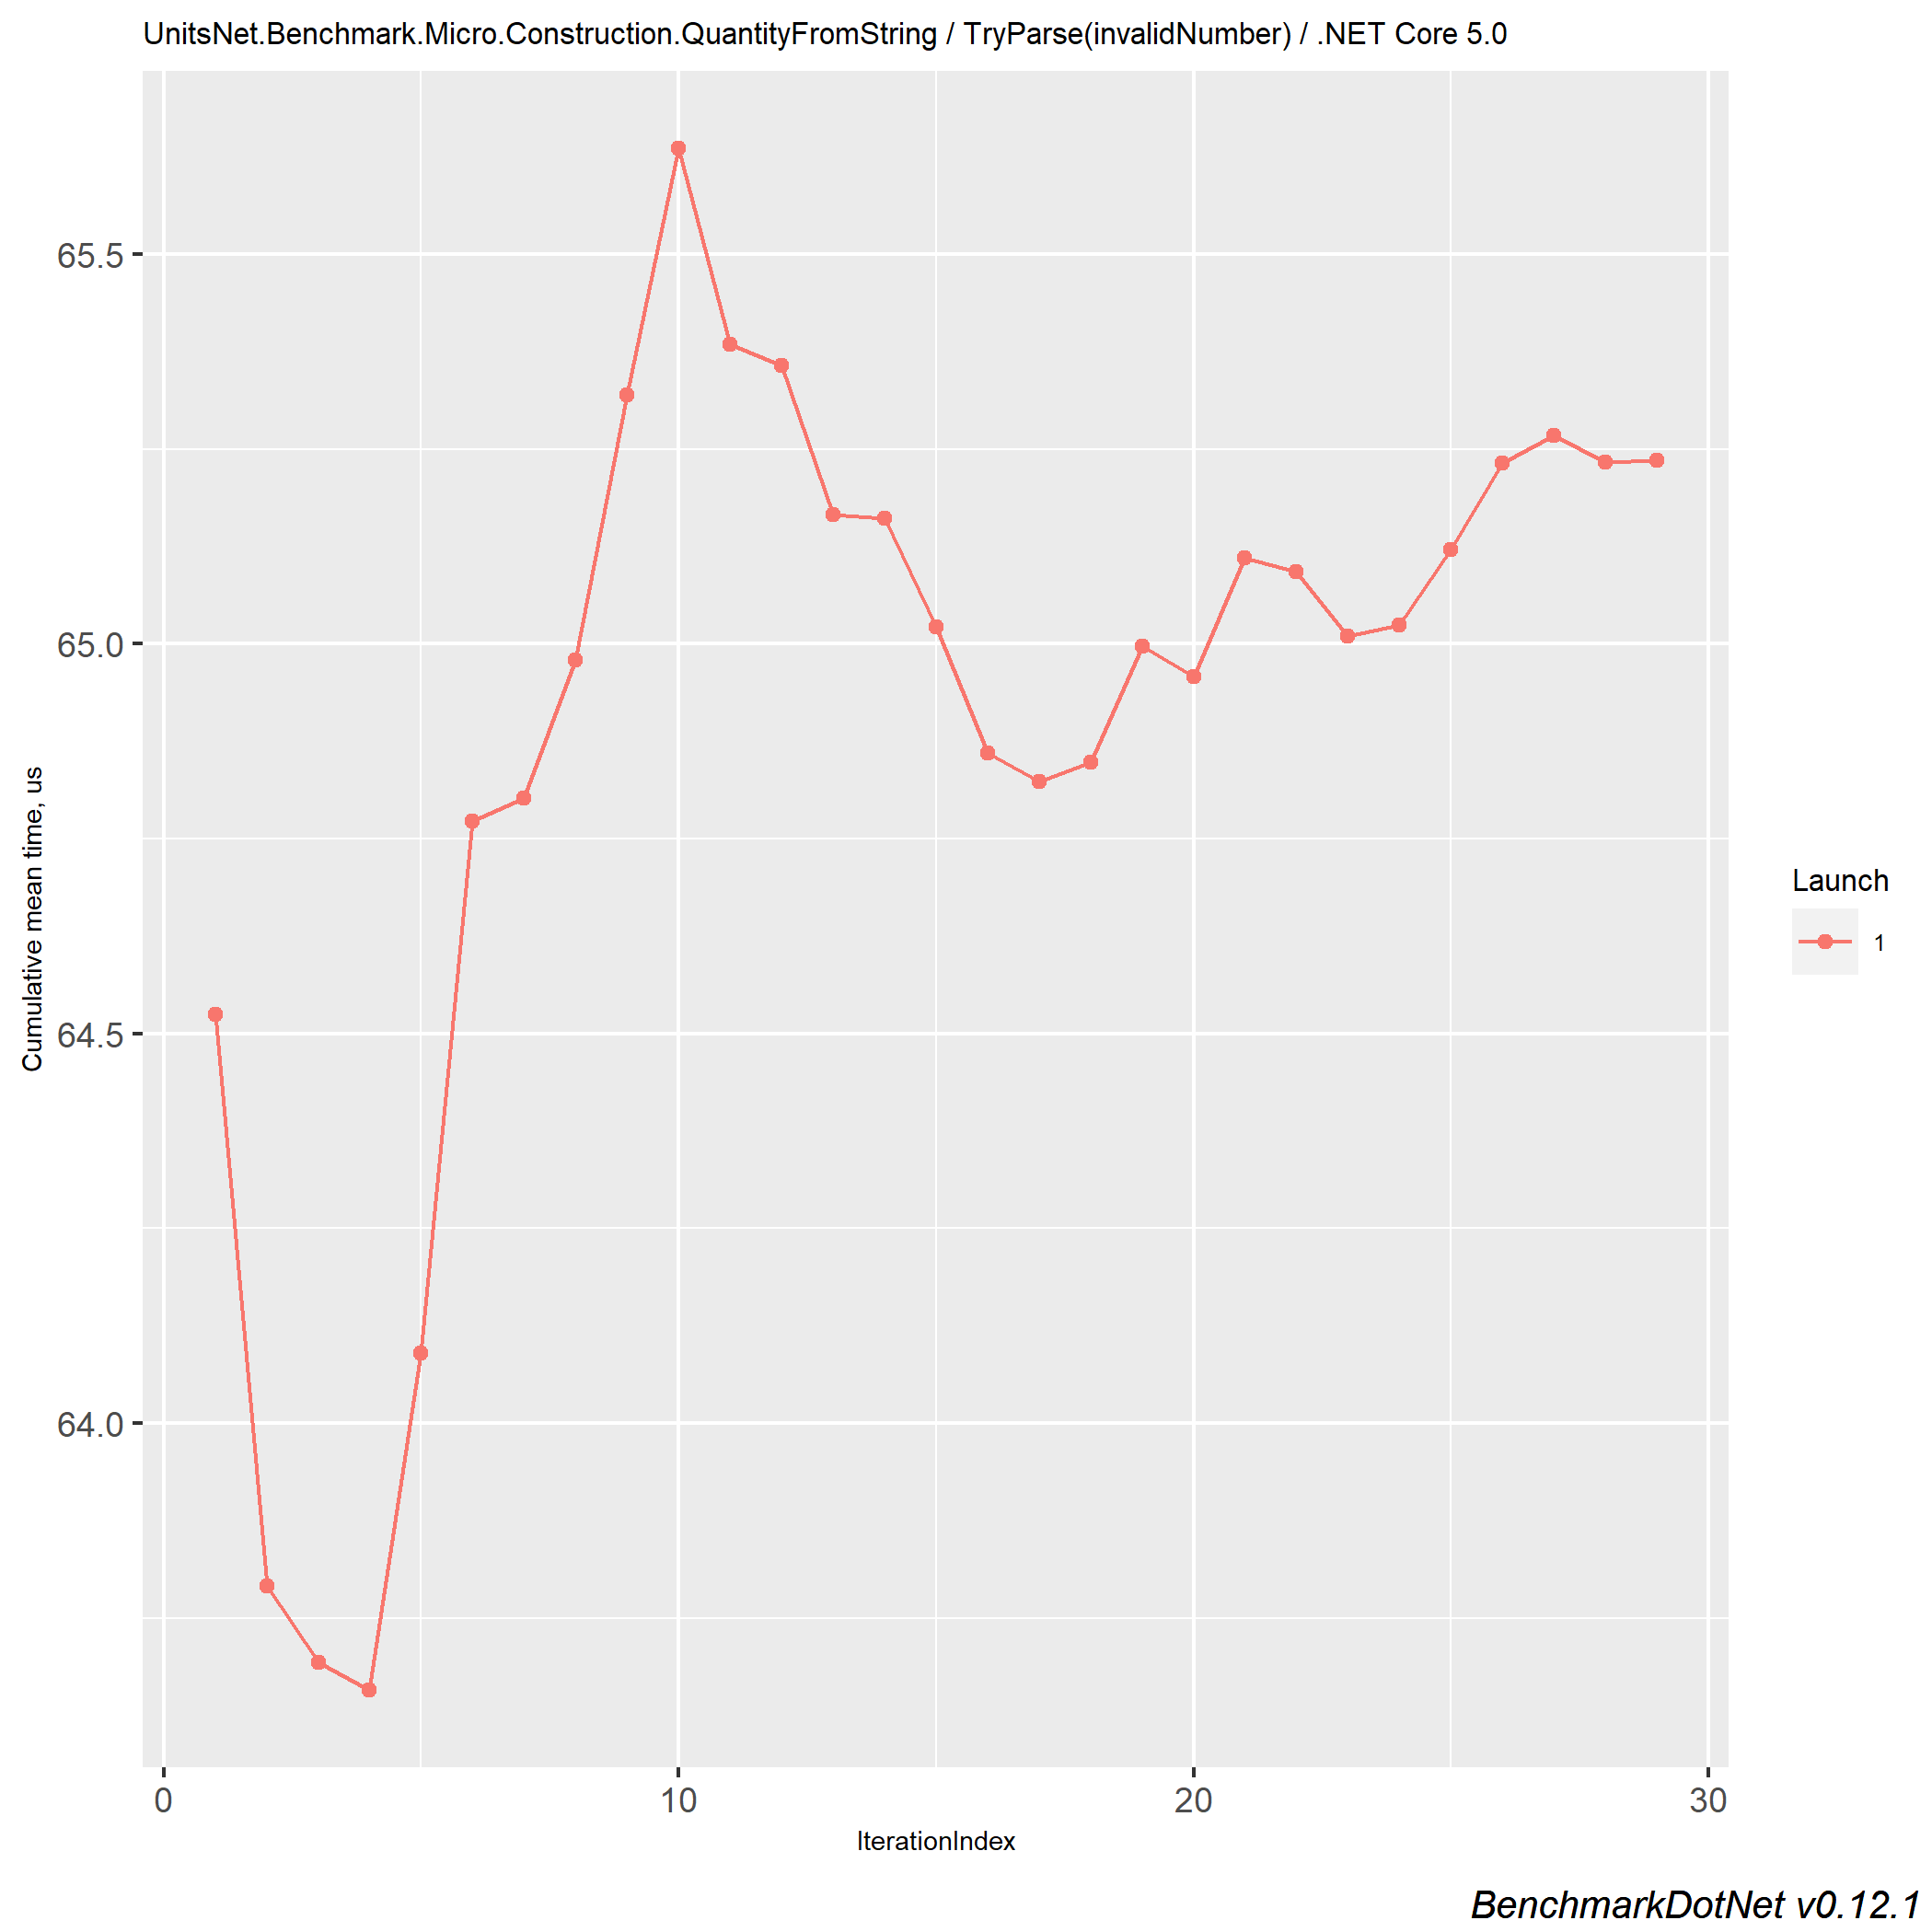 UnitsNet.Benchmark.Micro.Construction.QuantityFromString / TryParse(invalidNumber) / .NET Core 5.0
65.5
65.0
64.5
64.0
Cumulative mean time, us
0 10 20 30
IterationIndex
Launch
1
BenchmarkDotNet v0.12.1